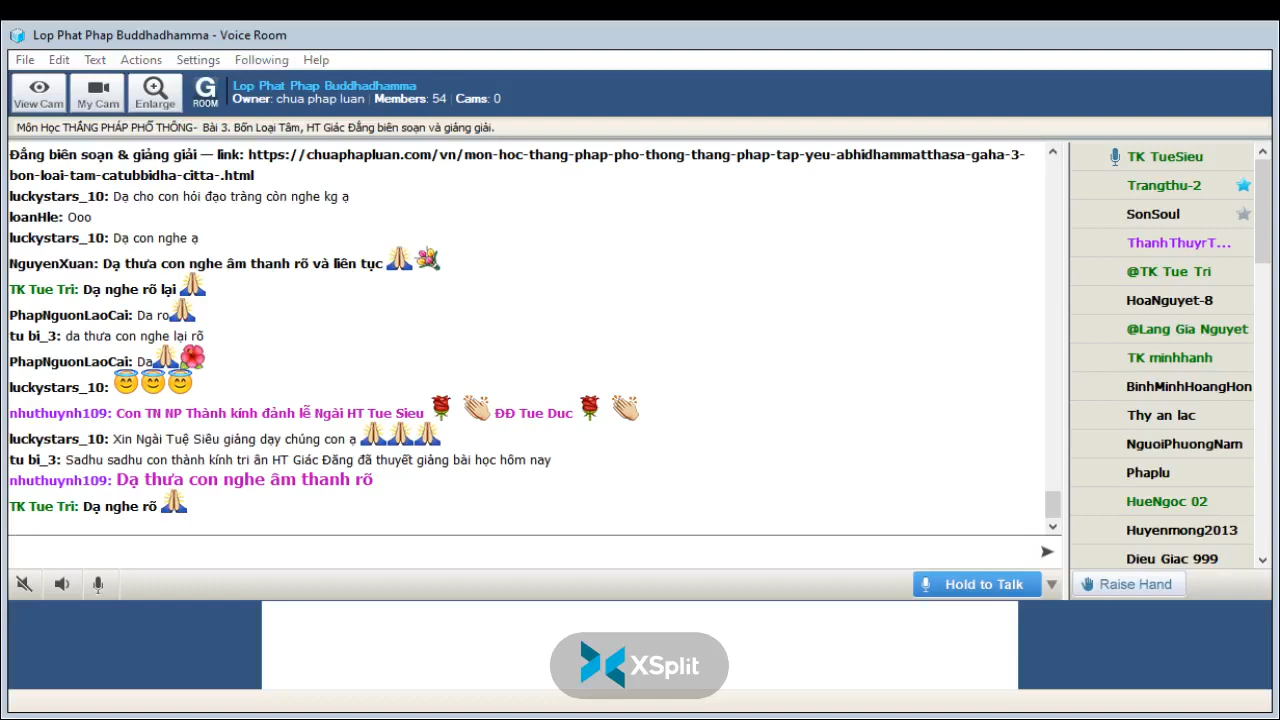 Lop Phat Phap Buddhadhamma - Voice Room
File Edit Text Actions Settings Following Help
View Cam My Cam Enlarge G ROOM
Lop Phat Phap Buddhadhamma
Owner: chua phap luan | Members: 54 | Cams: 0
Môn Học THẮNG PHÁP PHỔ THÔNG- Bài 3. Bốn Loại Tâm, HT Giác Đẳng biên soạn và giảng giải.
Đẳng biên soạn & giảng giải — link: https://chuaphapluan.com/vn/mon-hoc-thang-phap-pho-thong-thang-phap-tap-yeu-abhidhammatthasa-gaha-3-
bon-loai-tam-catubbidha-citta-.html
luckystars_10: Dạ cho con hỏi đạo tràng còn nghe kg ạ
loanHle: Ooo
luckystars_10: Dạ con nghe ạ
NguyenXuan: Dạ thưa con nghe âm thanh rõ và liên tục
TK Tue Tri: Dạ nghe rõ lại
PhapNguonLaoCai: Da ro
tu bi_3: da thưa con nghe lại rõ
PhapNguonLaoCai: Da
luckystars_10:
nhuthuynh109: Con TN NP Thành kính đảnh lễ Ngài HT Tue Sieu ĐĐ Tue Duc
luckystars_10: Xin Ngài Tuệ Siêu giảng dạy chúng con ạ
tu bi_3: Sadhu sadhu con thành kính tri ân HT Giác Đăng đã thuyết giảng bài học hôm nay
nhuthuynh109: Dạ thưa con nghe âm thanh rõ
TK Tue Tri: Dạ nghe rõ
TK TueSieu
Trangthu-2
SonSoul
ThanhThuyrT...
@TK Tue Tri
HoaNguyet-8
@Lang Gia Nguyet
TK minhhanh
BinhMinhHoangHon
Thy an lac
NguoiPhuongNam
Phaplu
HueNgoc 02
Huyenmong2013
Dieu Giac 999
Hold to Talk
Raise Hand
XSplit